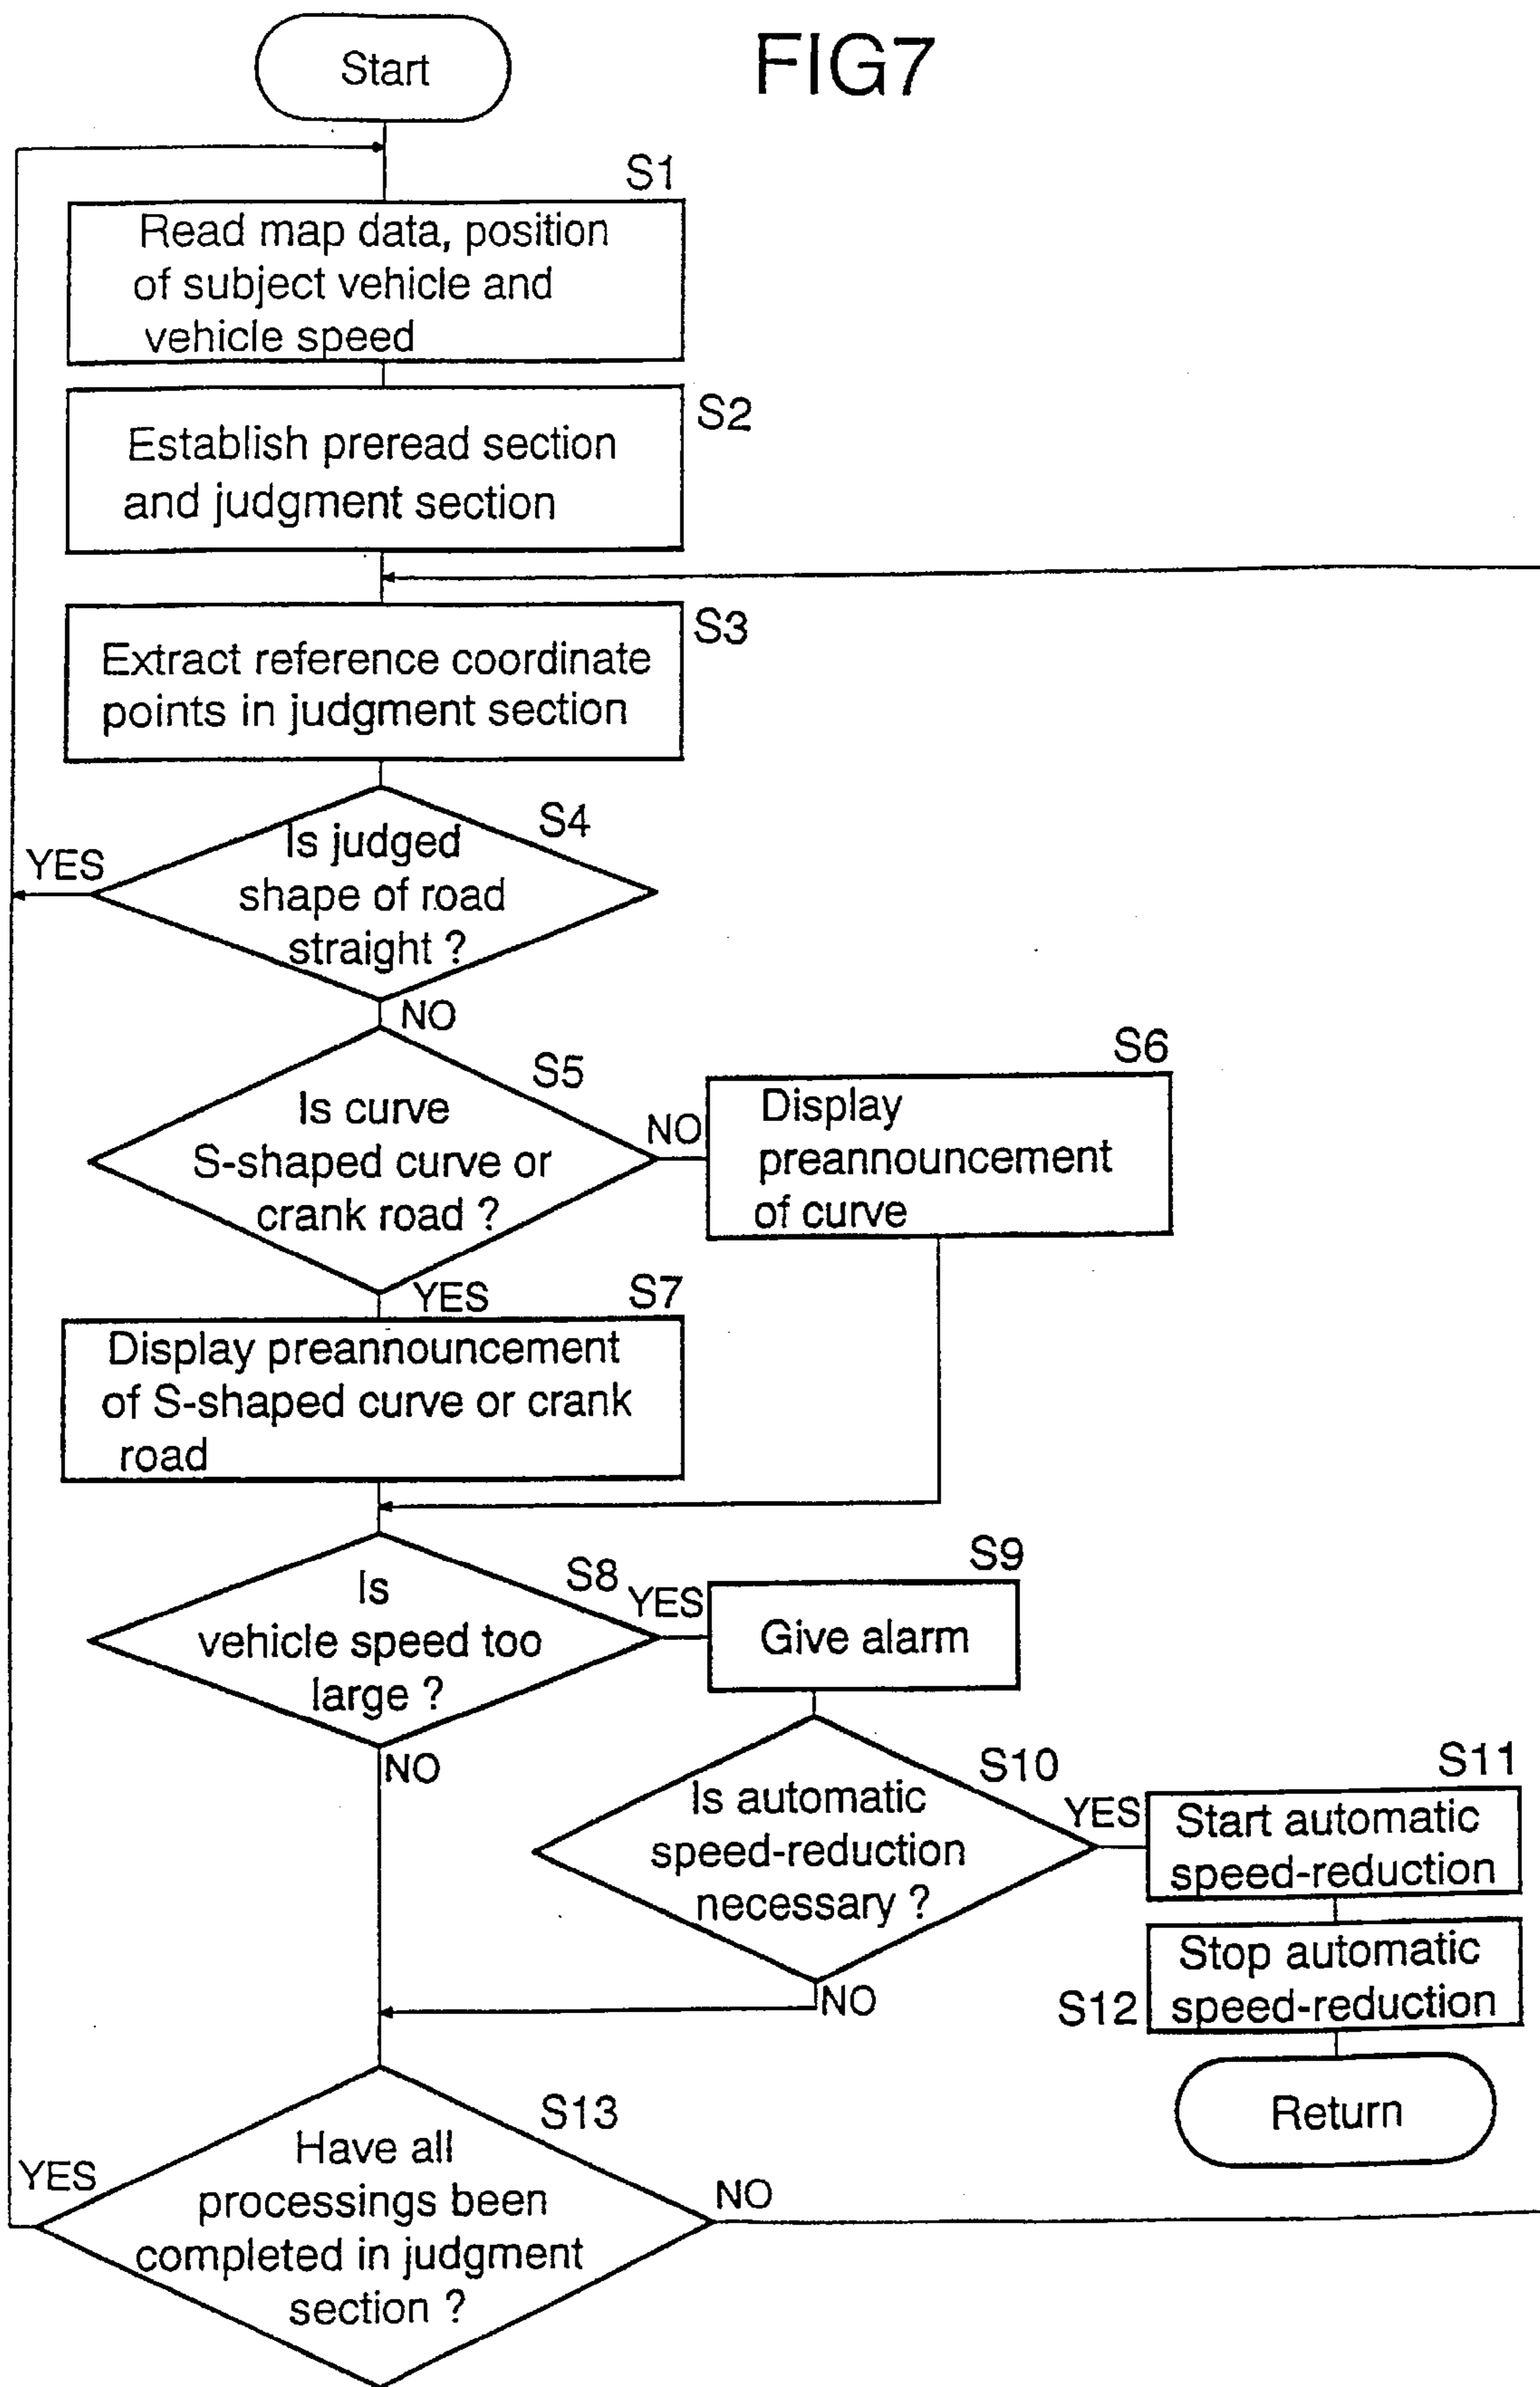 FIG7
Start
S1
Read map data, position
of subject vehicle and
vehicle speed
S2
Establish preread section
and judgment section
S3
Extract reference coordinate
points in judgment section
S4
Is judged
shape of road
straight ?
YES
NO
S5
Is curve
S-shaped curve or
crank road ?
NO
S6
Display
preannouncement
of curve
YES
S7
Display preannouncement
of S-shaped curve or crank
road
S8
Is
vehicle speed too
large ?
YES
S9
Give alarm
NO
S10
Is automatic
speed-reduction
necessary ?
YES
S11
Start automatic
speed-reduction
NO
S12
Stop automatic
speed-reduction
Return
S13
Have all
processings been
completed in judgment
section ?
YES
NO